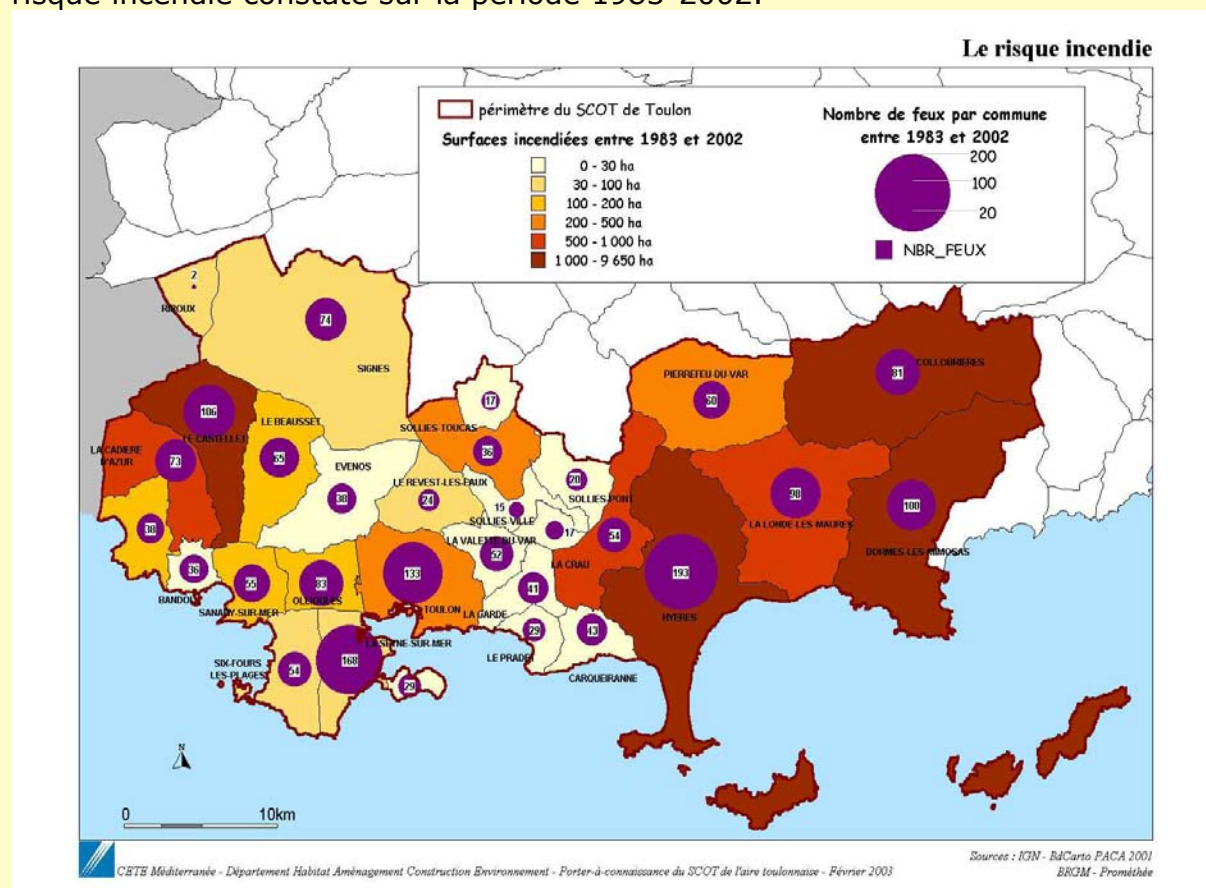 risque incendie constaté sur la période 1983-2002.
Le risque incendie
périmètre du SCOT de Toulon
Surfaces incendiées entre 1983 et 2002
0 - 30 ha
30 - 100 ha
100 - 200 ha
200 - 500 ha
500 - 1 000 ha
1 000 - 9 650 ha
Nombre de feux par commune
entre 1983 et 2002
200
100
20
NBR_FEUX
2
RIBOUX
74
SIGNES
17
PIERREFEU-DU-VAR
60
81
COLLOBRIERES
106
LE CASTELLET
LE BEAUSSET
65
SOLLIES-TOUCAS
36
LA CADIERE
D'AZUR
73
EVENOS
38
LE REVEST-LES-EAUX
24
20
SOLLIES-PONT
15
SOLLIES-VILLE
17
98
LA LONDE-LES-MAURES
100
BORMES-LES-MIMOSAS
38
LA VALETTE-DU-VAR
52
54
LA CRAU
36
BANDOL
55
SANARY-SUR-MER
83
OLLIOULES
133
TOULON
41
LA GARDE
193
HYERES
29
LE PRADET
43
CARQUEIRANNE
LA SEYNE-SUR-MER
168
SIX-FOURS
LES-PLAGES
54
29
N
0 10km
CETE Méditerranée - Département Habitat Aménagement Construction Environnement - Porter-à-connaissance du SCOT de l'aire toulonnaise - Février 2003
Sources : IGN - BdCarto PACA 2001
BRGM - Prométhée